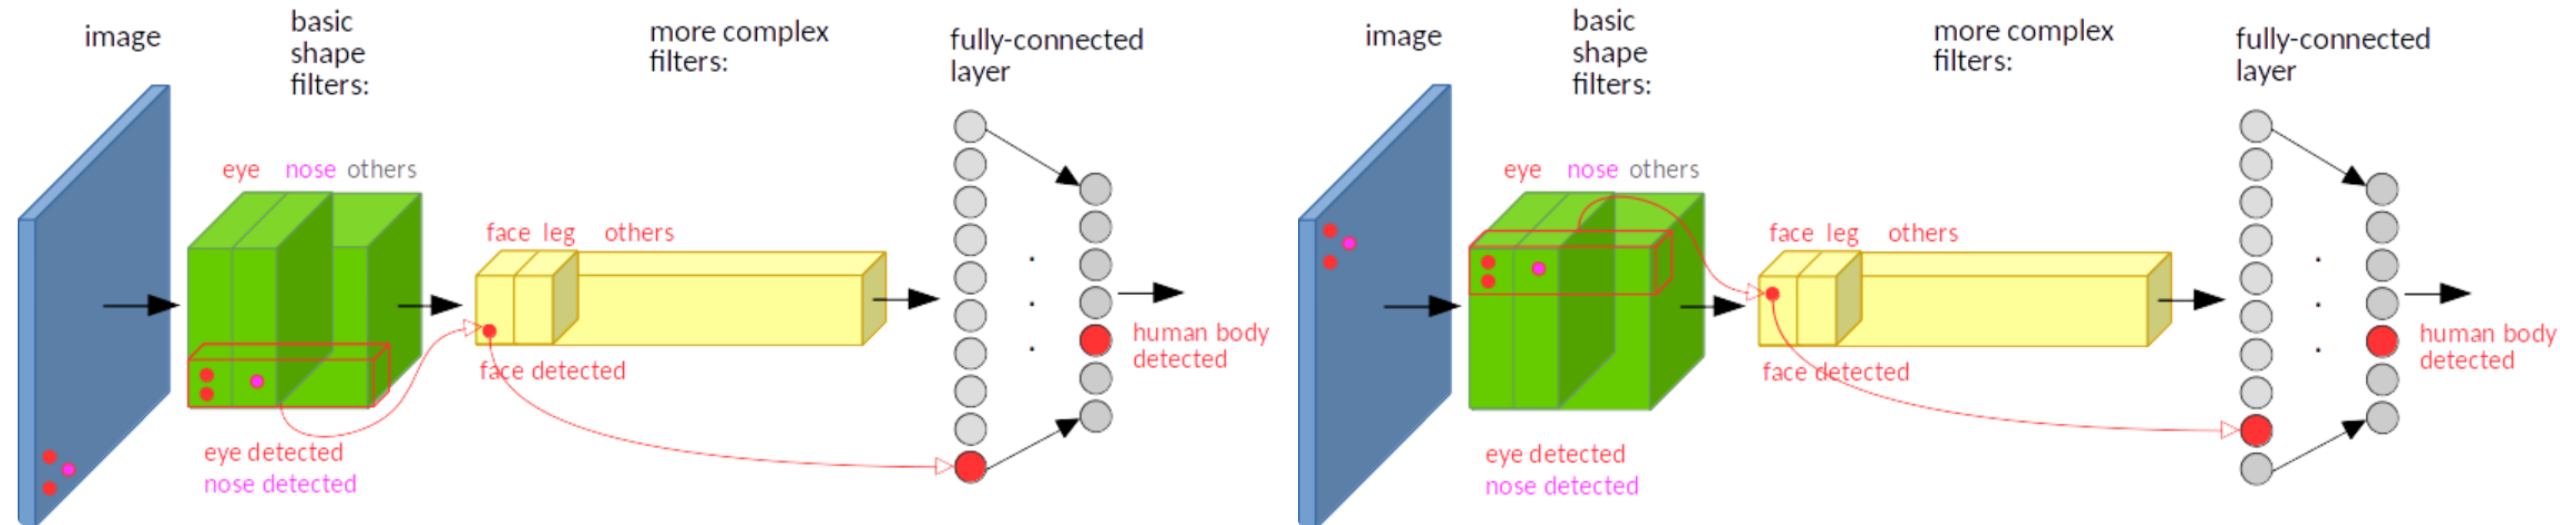 image
basic
shape
filters:
more complex
filters:
fully-connected
layer
eye nose others
face leg others
face detected
human body
detected
eye detected
nose detected
image
basic
shape
filters:
more complex
filters:
fully-connected
layer
eye nose others
face leg others
face detected
human body
detected
eye detected
nose detected